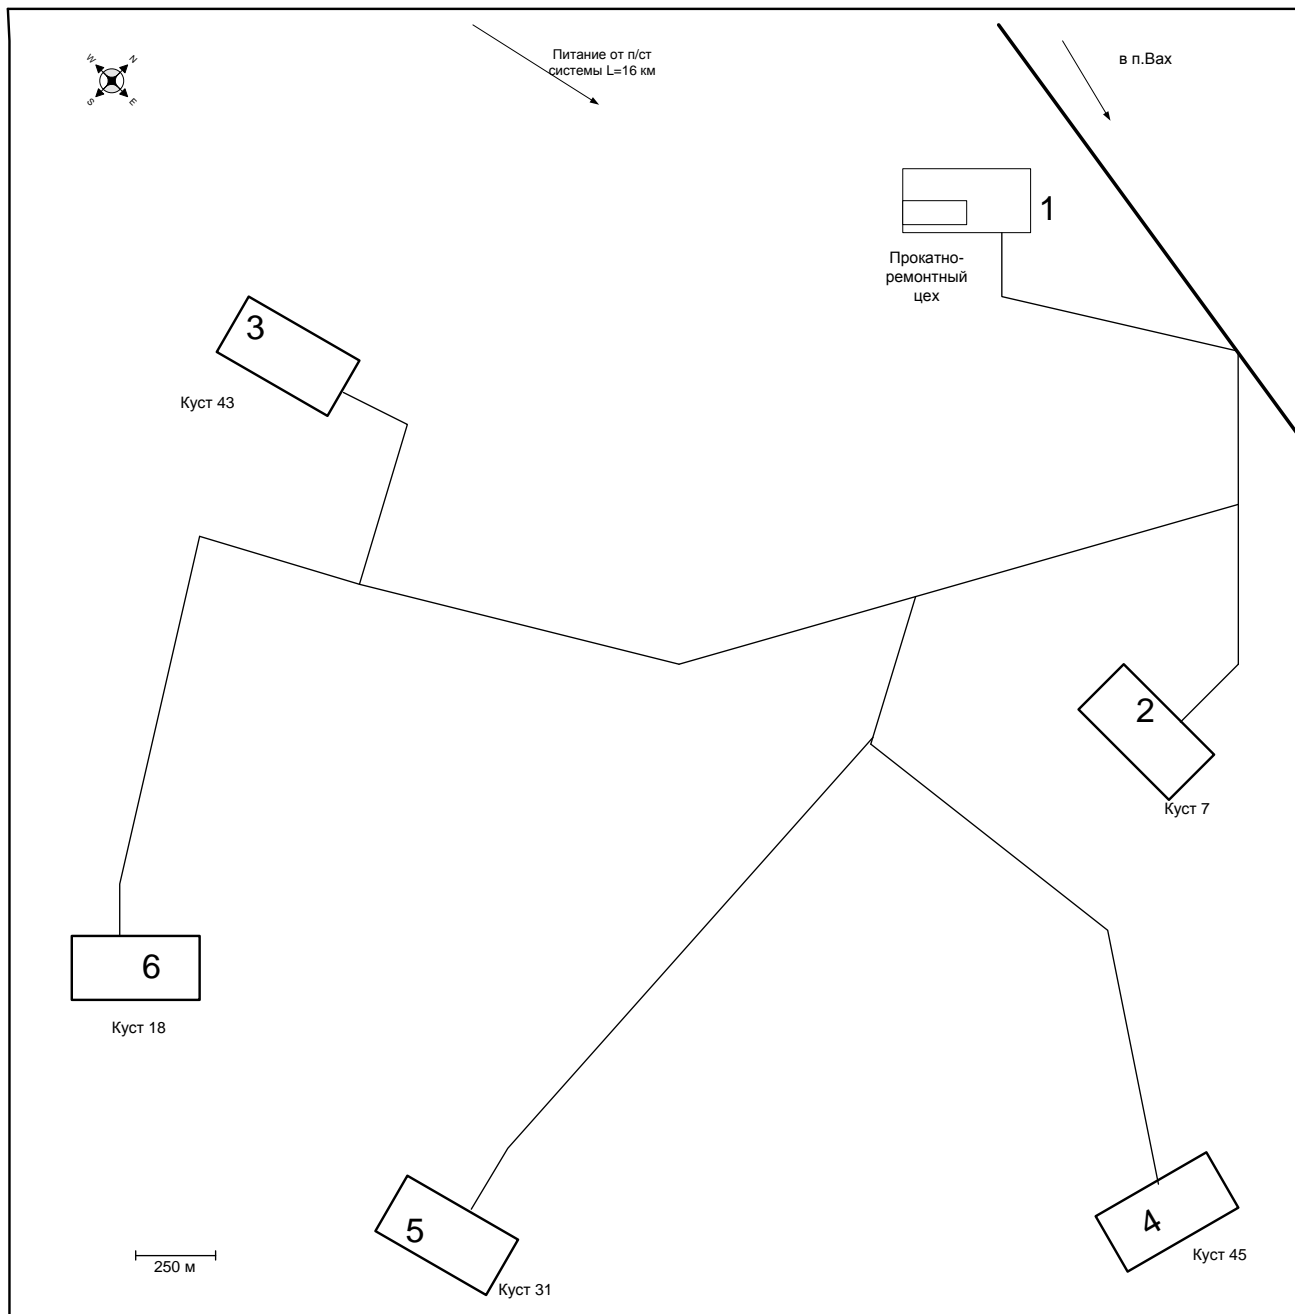 W
N
S
E
Питание от п/ст
системы L=16 км
в п.Вах
1
Прокатно-
ремонтный
цех
3
Куст 43
2
Куст 7
6
Куст 18
5
Куст 31
4
Куст 45
250 м